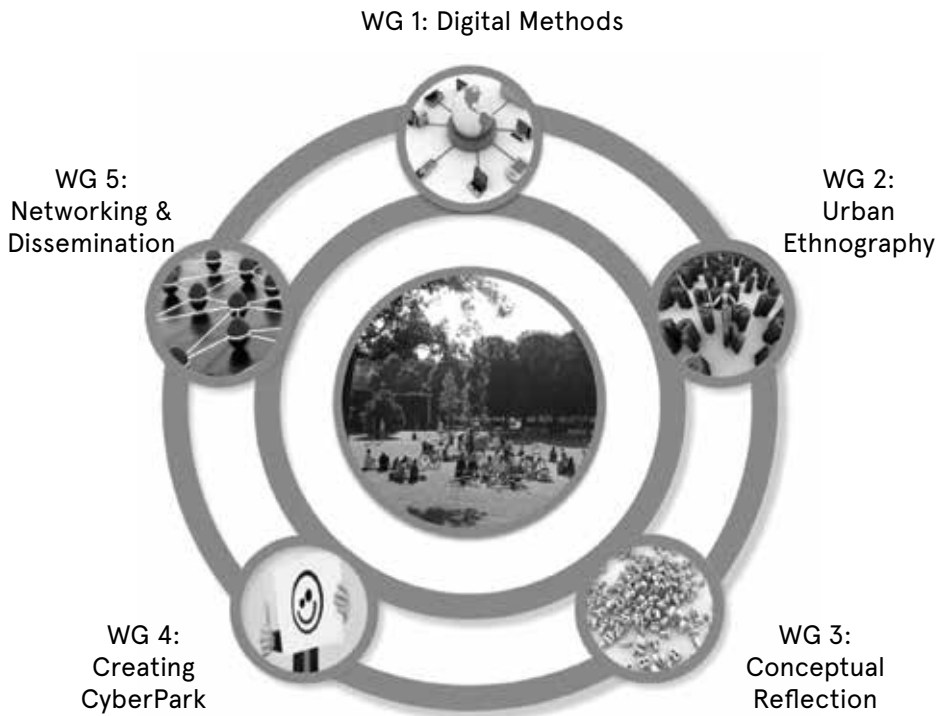 WG 1: Digital Methods
WG 5:
Networking &
Dissemination
WG 2:
Urban
Ethnography
WG 4:
Creating
CyberPark
WG 3:
Conceptual
Reflection